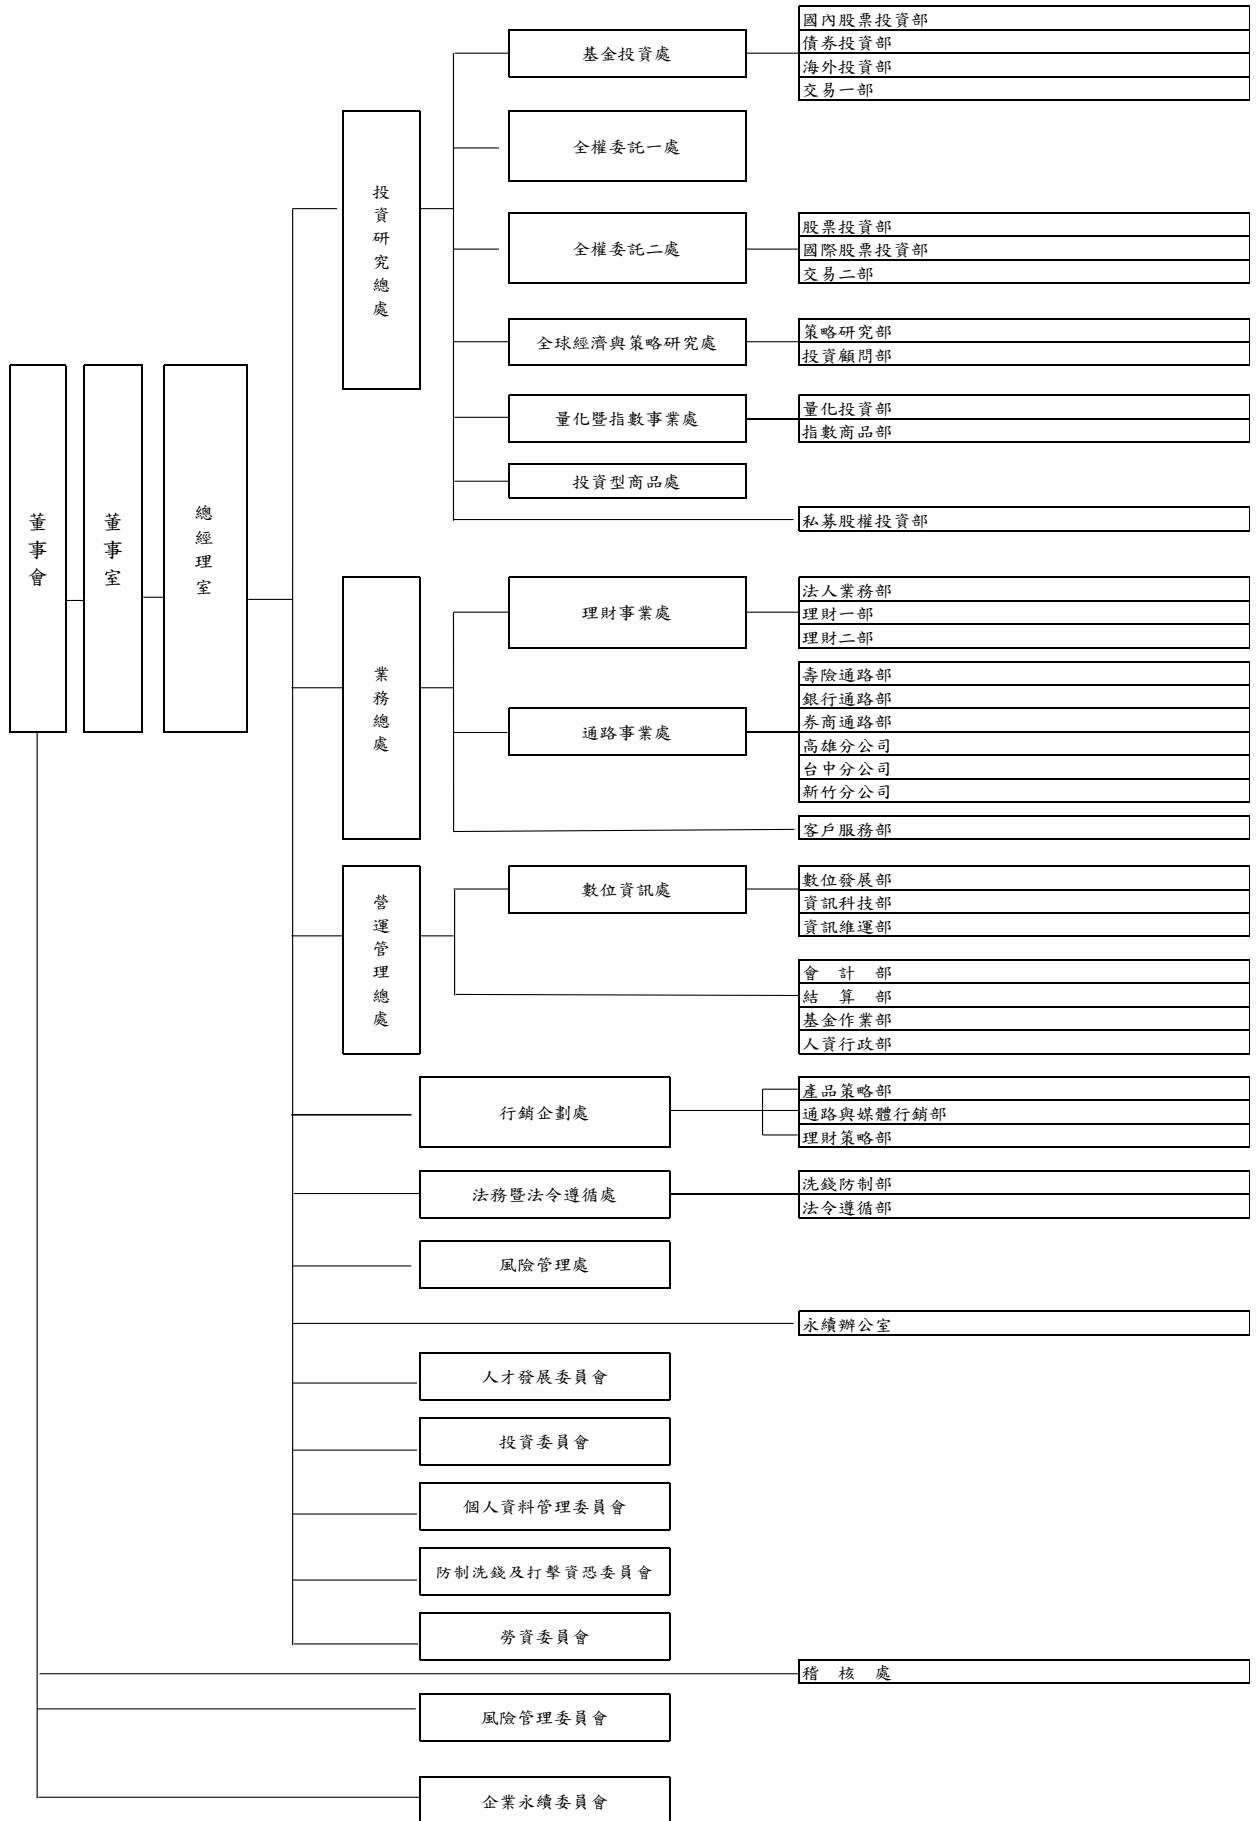 董事會
董事室
總經理室
投資研究總處
基金投資處
國內股票投資部
債券投資部
海外投資部
交易一部
全權委託一處
全權委託二處
股票投資部
國際股票投資部
交易二部
全球經濟與策略研究處
策略研究部
投資顧問部
量化暨指數事業處
量化投資部
指數商品部
投資型商品處
私募股權投資部
業務總處
理財事業處
法人業務部
理財一部
理財二部
通路事業處
壽險通路部
銀行通路部
券商通路部
高雄分公司
台中分公司
新竹分公司
客戶服務部
營運管理總處
數位資訊處
數位發展部
資訊科技部
資訊維運部
會 計 部
結 算 部
基金作業部
人資行政部
行銷企劃處
產品策略部
通路與媒體行銷部
理財策略部
法務暨法令遵循處
洗錢防制部
法令遵循部
風險管理處
永續辦公室
人才發展委員會
投資委員會
個人資料管理委員會
防制洗錢及打擊資恐委員會
勞資委員會
稽 核 處
風險管理委員會
企業永續委員會